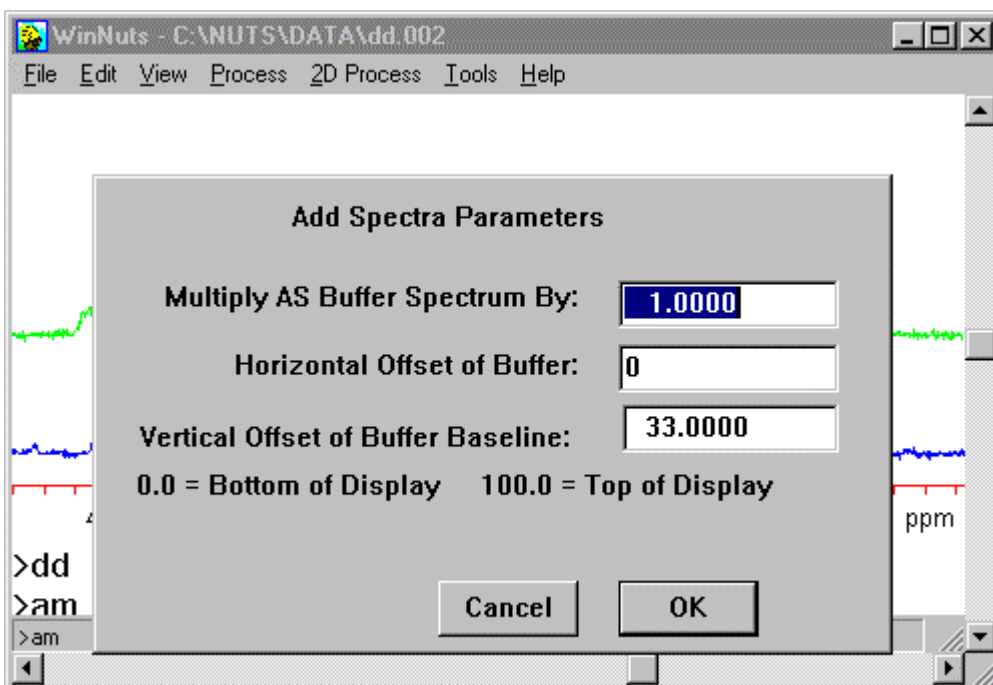 WinNuts - C:\NUTS\DATA\dd.002
File Edit View Process 2D Process Tools Help
Add Spectra Parameters
Multiply AS Buffer Spectrum By: 1.0000
Horizontal Offset of Buffer: 0
Vertical Offset of Buffer Baseline: 33.0000
0.0 = Bottom of Display 100.0 = Top of Display
ppm
>dd
>am
Cancel OK
>am